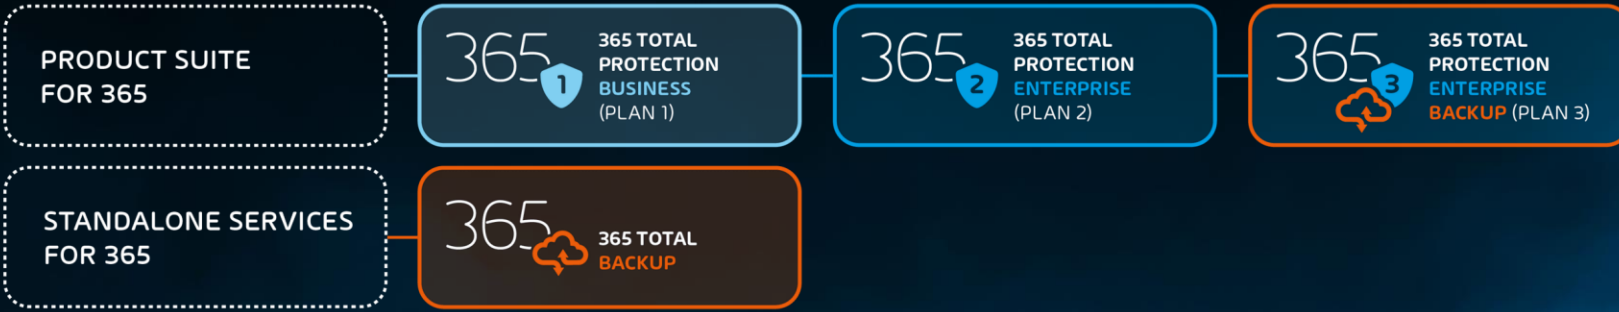 PRODUCT SUITE
FOR 365
365
1
365 TOTAL
PROTECTION
BUSINESS
(PLAN 1)
365
2
365 TOTAL
PROTECTION
ENTERPRISE
(PLAN 2)
365
3
365 TOTAL
PROTECTION
ENTERPRISE
BACKUP (PLAN 3)
STANDALONE SERVICES
FOR 365
365
365 TOTAL
BACKUP